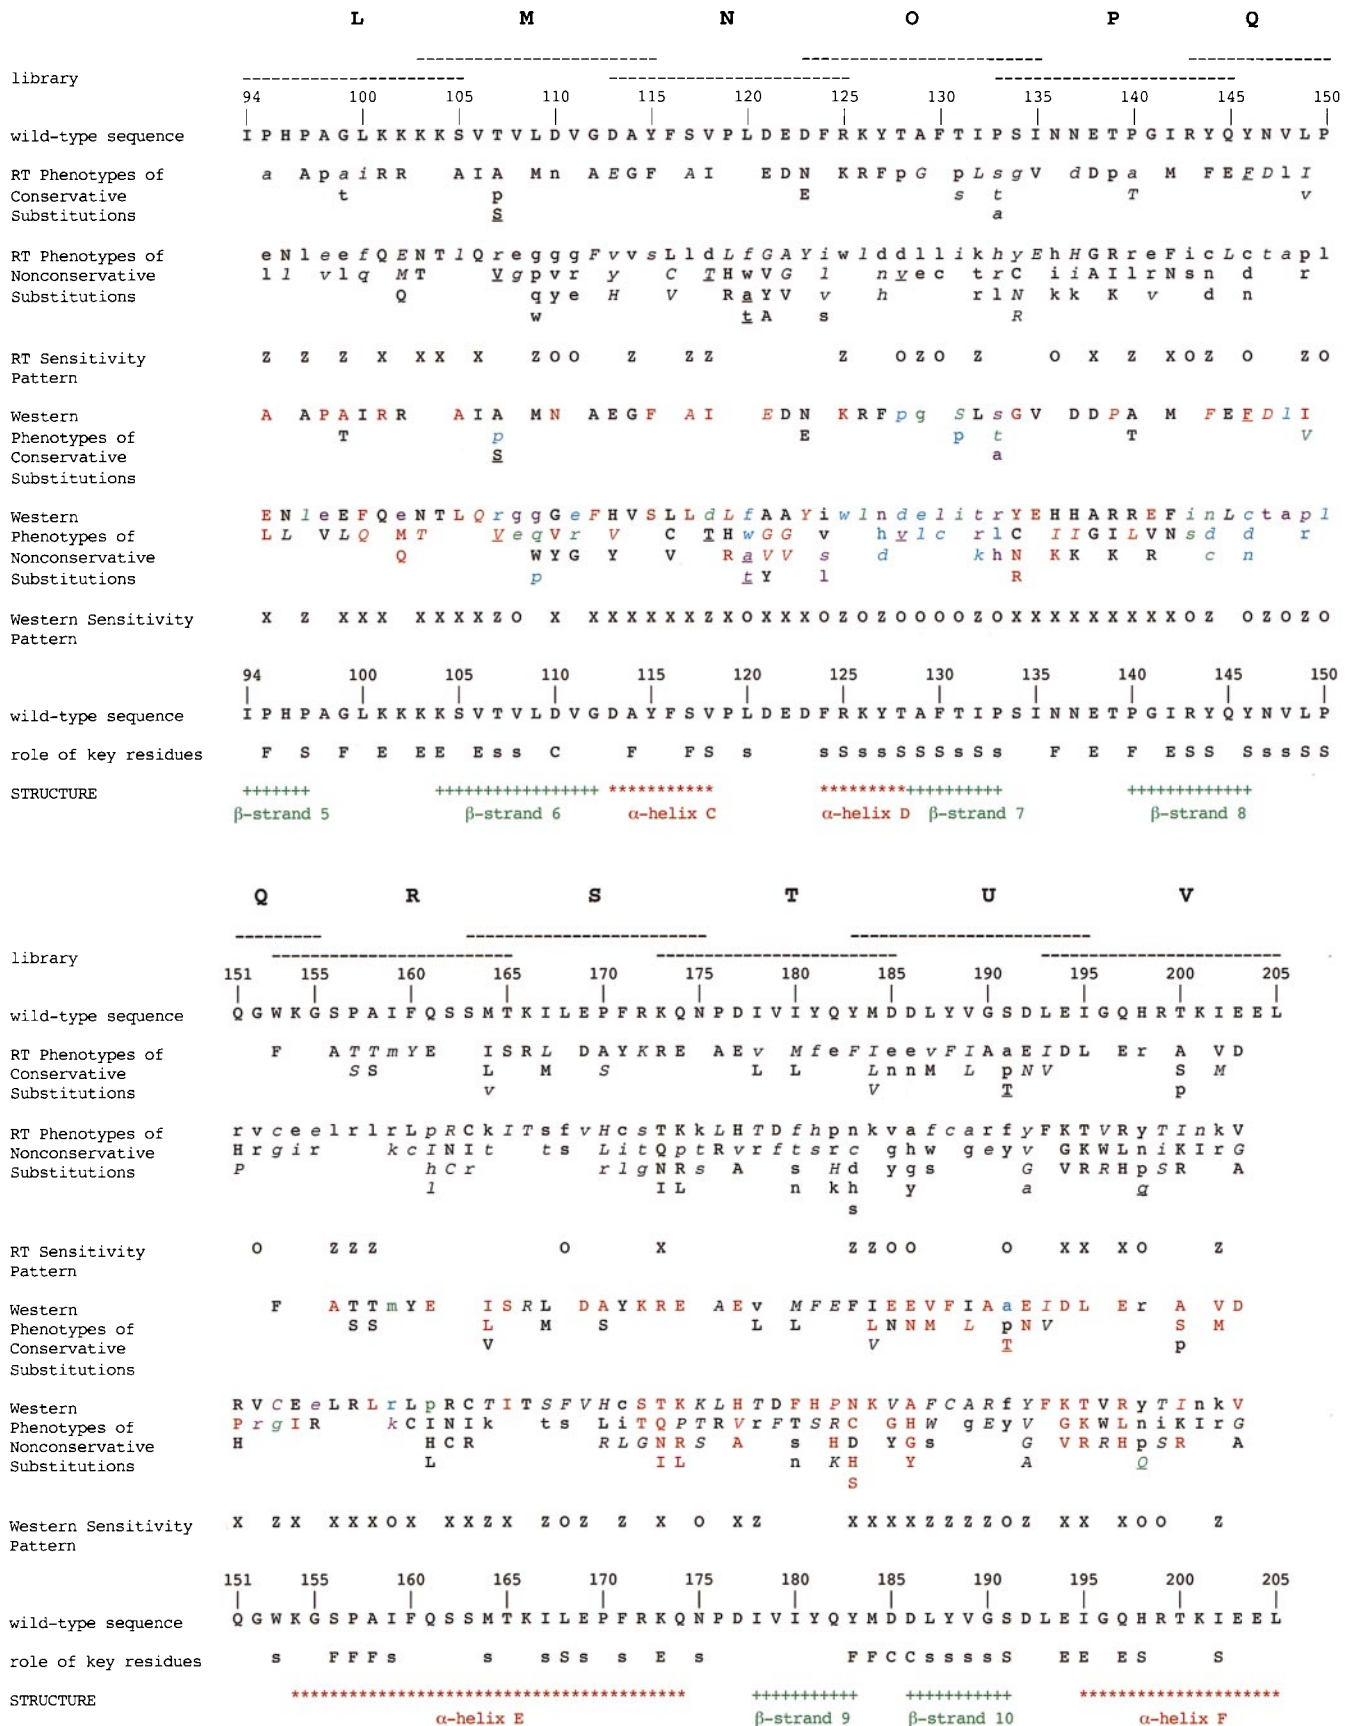 L M N O P Q
library
94 100 105 110 115 120 125 130 135 140 145 150
wild-type sequence I P H P A G L K K K K S V T V L D V G D A Y F S V P L D E D F R K Y T A F T I P S I N N E T P G I R Y Q Y N V L P
RT Phenotypes of a A p a i R R A I A M n A E G F A I E D N K R F p G p L s g V d D p a M F E F D l I
Conservative t p E s t T v
Substitutions S a
RT Phenotypes of e N l e e f Q E N T l Q r e g g g F v v s L l d L f G A Y i w l d d l l i k h y E h H G R r e F i c L c t a p l
Nonconservative l l v l q M T V g p v r y C T H w V G l n v e c t r C i i A I l r N s n d r
Substitutions Q q y e H V R a Y V v h r l N k k K v d n
w t A s R
RT Sensitivity Z Z Z X X X X Z O O Z Z Z Z O Z O Z O X Z X O Z O Z O
Pattern
Western A A P A I R R A I A M N A E G F A I E D N K R F p g S L s G V D D P A M F E F D l I
Phenotypes of T p E p t T V
Conservative S a
Substitutions
Western E N l e E F Q e N T L Q r g g G e F H V S L L d L f A A Y i w l n d e l i t r Y E H H A R R E F i n L c t a p l
Phenotypes of L L V L Q M T V e q V r V C T H w G G v h v l c r l C I I G I L V N s d d r
Nonconservative Q W Y G Y V R a V V s d k h N K K K R c n
Substitutions p t Y l R
Western Sensitivity X Z X X X X X X X Z O X X X X X X X Z X O X X X O Z O Z O O O O Z O X X X X X X X X X O Z O Z O Z O
Pattern
94 100 105 110 115 120 125 130 135 140 145 150
wild-type sequence I P H P A G L K K K K S V T V L D V G D A Y F S V P L D E D F R K Y T A F T I P S I N N E T P G I R Y Q Y N V L P
role of key residues F S F E E E E s s C F F S s s S s s S S S s S s F E F E S S S s s S S
STRUCTURE +++++++ +++++++++++++++++ *********** *********++++++++++ +++++++++++++
β-strand 5 β-strand 6 α-helix C α-helix D β-strand 7 β-strand 8
Q R S T U V
library
151 155 160 165 170 175 180 185 190 195 200 205
wild-type sequence Q G W K G S P A I F Q S S M T K I L E P F R K Q N P D I V I Y Q Y M D D L Y V G S D L E I G Q H R T K I E E L
RT Phenotypes of F A T T m Y E I S R L D A Y K R E A E v M f e F I e e v F I A a E I D L E r A V D
Conservative S S L M S L L L n n M L p N V S M
Substitutions v V T p
RT Phenotypes of r v c e e l r l r L p R C k I T s f v H c s T K k L H T D f h p n k v a f c a r f y F K T V R y T I n k V
Nonconservative H r g i r k c I N I t t s L i t Q p t R v r f t s r c g h w g e y v G K W L n i K I r G
Substitutions P h C r r l g N R s A s H d y g s G V R R H p S R A
l I L n k h y a q
s
RT Sensitivity O Z Z Z O X Z Z O O O X X X O Z
Pattern
Western F A T T m Y E I S R L D A Y K R E A E v M F E F I E E V F I A a E I D L E r A V D
Phenotypes of S S L M S L L L N N M L p N V S M
Conservative V V T p
Substitutions
Western R V C E e L R L r L p R C T I T S F V H c S T K K L H T D F H P N K V A F C A R f Y F K T V R y T I n k V
Phenotypes of P r g I R k C I N I k t s L i T Q P T R V r F T S R C G H W g E y V G K W L n i K I r G
Nonconservative H H C R R L G N R S A s H D Y G s G V R R H p S R A
Substitutions L I L n K H Y A Q
S
Western Sensitivity X Z X X X X O X X X Z X Z O Z Z X O X Z X X X X Z Z Z Z O Z X X X O O Z
Pattern
151 155 160 165 170 175 180 185 190 195 200 205
wild-type sequence Q G W K G S P A I F Q S S M T K I L E P F R K Q N P D I V I Y Q Y M D D L Y V G S D L E I G Q H R T K I E E L
role of key residues s F F F s s s S s s E s F F C C s s s s S E E E S S
STRUCTURE ***************************************** +++++++++++ +++++++++++ *********************
α-helix E β-strand 9 β-strand 10 α-helix F